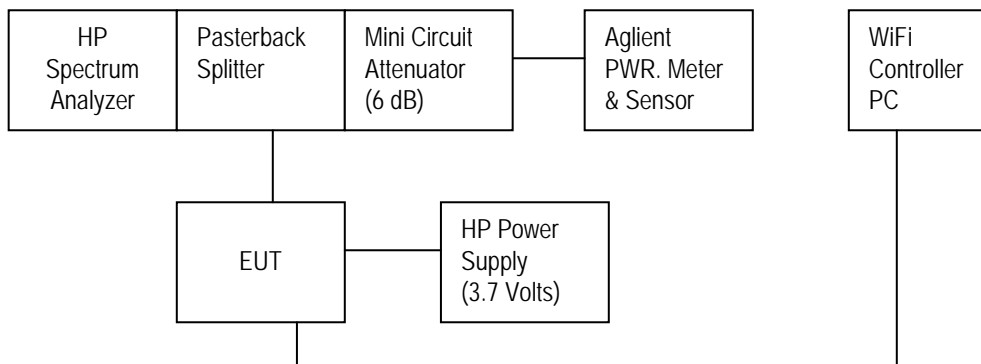 HP
Spectrum
Analyzer
Pasterback
Splitter
Mini Circuit
Attenuator
(6 dB)
Aglient
PWR. Meter
& Sensor
WiFi
Controller
PC
EUT
HP Power
Supply
(3.7 Volts)